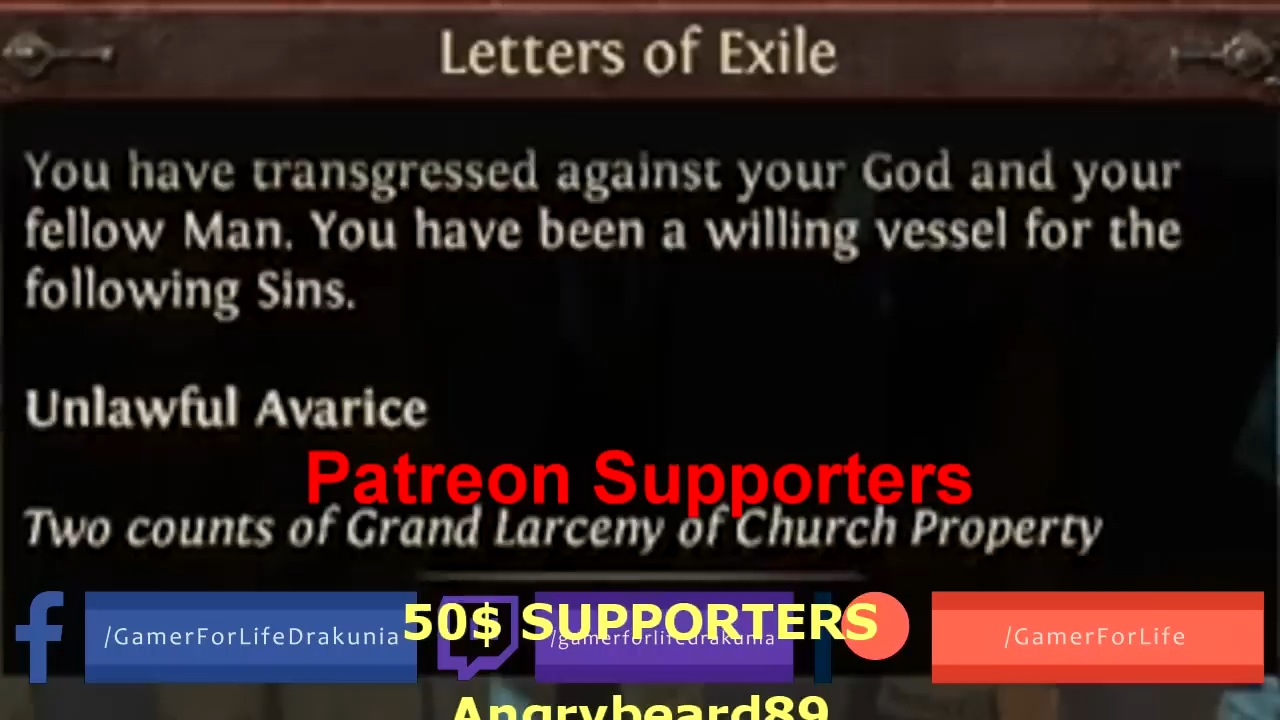 Letters of Exile
You have transgressed against your God and your
fellow Man. You have been a willing vessel for the
following Sins.
Unlawful Avarice
Patreon Supporters
Two counts of Grand Larceny of Church Property
50$ SUPPORTERS
/GamerForLifeDrakunia
/gamerforlifedrakunia
/GamerForLife
Angrybeard89